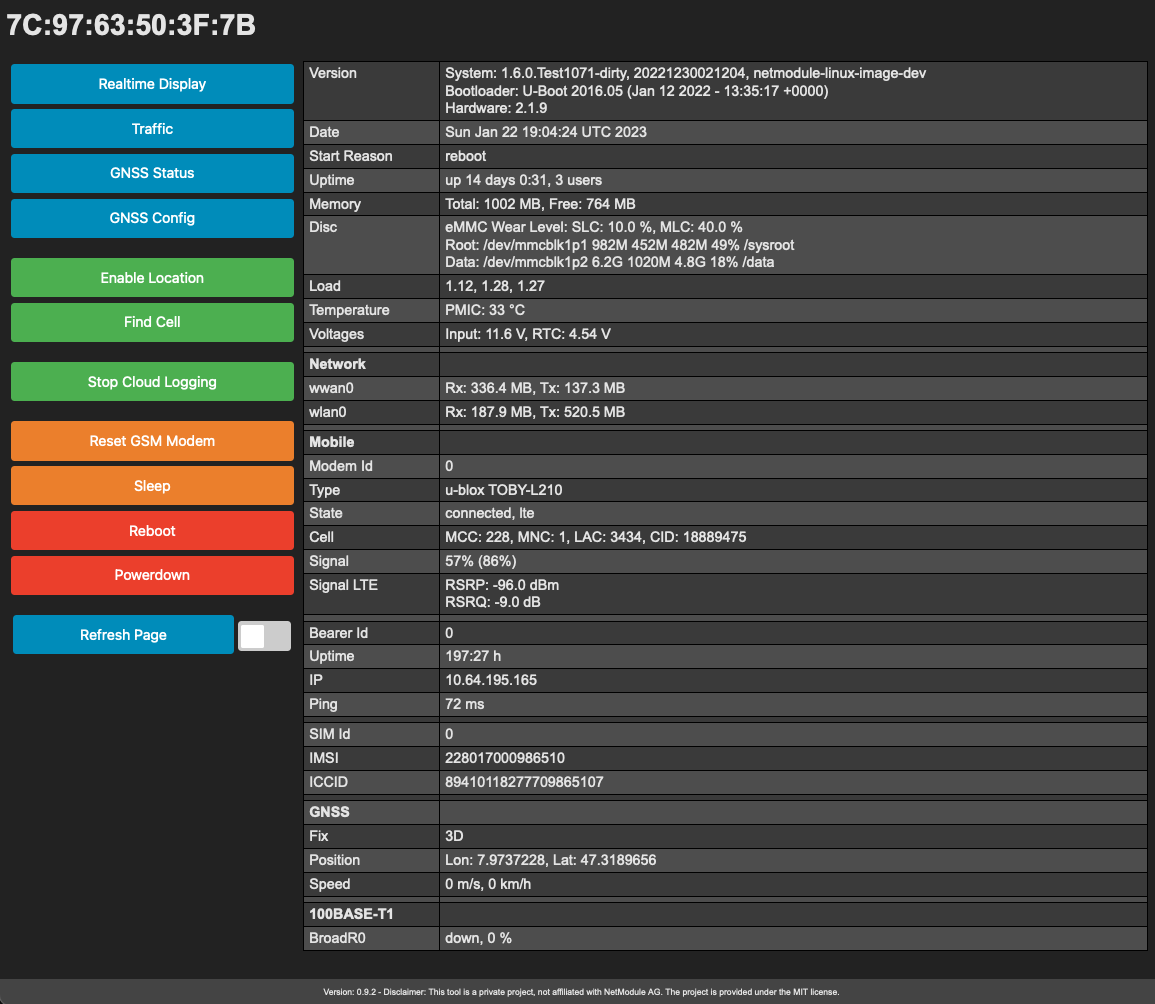 7C:97:63:50:3F:7B
Realtime Display
Traffic
GNSS Status
GNSS Config
Enable Location
Find Cell
Stop Cloud Logging
Reset GSM Modem
Sleep
Reboot
Powerdown
Refresh Page
Version System: 1.6.0.Test1071-dirty, 20221230021204, netmodule-linux-image-dev
Bootloader: U-Boot 2016.05 (Jan 12 2022 - 13:35:17 +0000)
Hardware: 2.1.9
Date Sun Jan 22 19:04:24 UTC 2023
Start Reason reboot
Uptime up 14 days 0:31, 3 users
Memory Total: 1002 MB, Free: 764 MB
Disc eMMC Wear Level: SLC: 10.0 %, MLC: 40.0 %
Root: /dev/mmcblk1p1 982M 452M 482M 49% /sysroot
Data: /dev/mmcblk1p2 6.2G 1020M 4.8G 18% /data
Load 1.12, 1.28, 1.27
Temperature PMIC: 33 °C
Voltages Input: 11.6 V, RTC: 4.54 V
Network
wwan0 Rx: 336.4 MB, Tx: 137.3 MB
wlan0 Rx: 187.9 MB, Tx: 520.5 MB
Mobile
Modem Id 0
Type u-blox TOBY-L210
State connected, lte
Cell MCC: 228, MNC: 1, LAC: 3434, CID: 18889475
Signal 57% (86%)
Signal LTE RSRP: -96.0 dBm
RSRQ: -9.0 dB
Bearer Id 0
Uptime 197:27 h
IP 10.64.195.165
Ping 72 ms
SIM Id 0
IMSI 228017000986510
ICCID 89410118277709865107
GNSS
Fix 3D
Position Lon: 7.9737228, Lat: 47.3189656
Speed 0 m/s, 0 km/h
100BASE-T1
BroadR0 down, 0 %
Version: 0.9.2 - Disclaimer: This tool is a private project, not affiliated with NetModule AG. The project is provided under the MIT license.